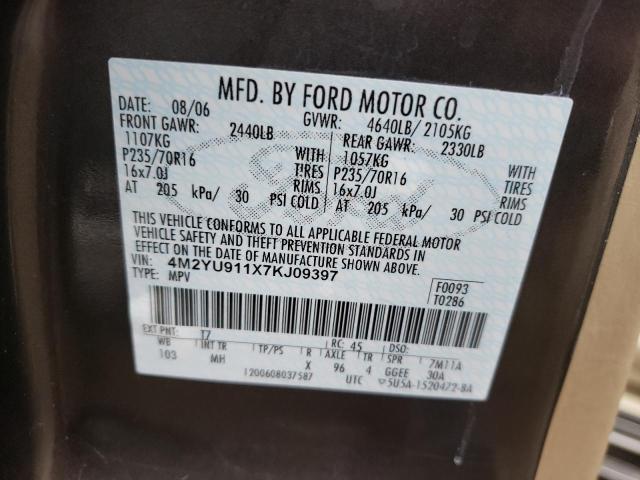 MFD. BY FORD MOTOR CO.
DATE: 08/06 GVWR: 4640LB/ 2105KG
FRONT GAWR: 2440LB REAR GAWR: 2330LB
1107KG WITH 1057KG WITH
P235/70R16 TIRES P235/70R16 TIRES
16x7.0J RIMS 16x7.0J RIMS
AT 205 kPa/ 30 PSI COLD AT 205 kPa/ 30 PSI COLD
THIS VEHICLE CONFORMS TO ALL APPLICABLE FEDERAL MOTOR
VEHICLE SAFETY AND THEFT PREVENTION STANDARDS IN
EFFECT ON THE DATE OF MANUFACTURE SHOWN ABOVE.
VIN: 4M2YU911X7KJ09397
TYPE: MPV
F0093
T0286
EXT PNT: T7 RC: 45 DSO:
WB INT TR TP/PS R AXLE TR SPR 7M11A
103 MH X 96 4 GGEE 30A
1200608037587 UTC 5U5A-1520472-BA